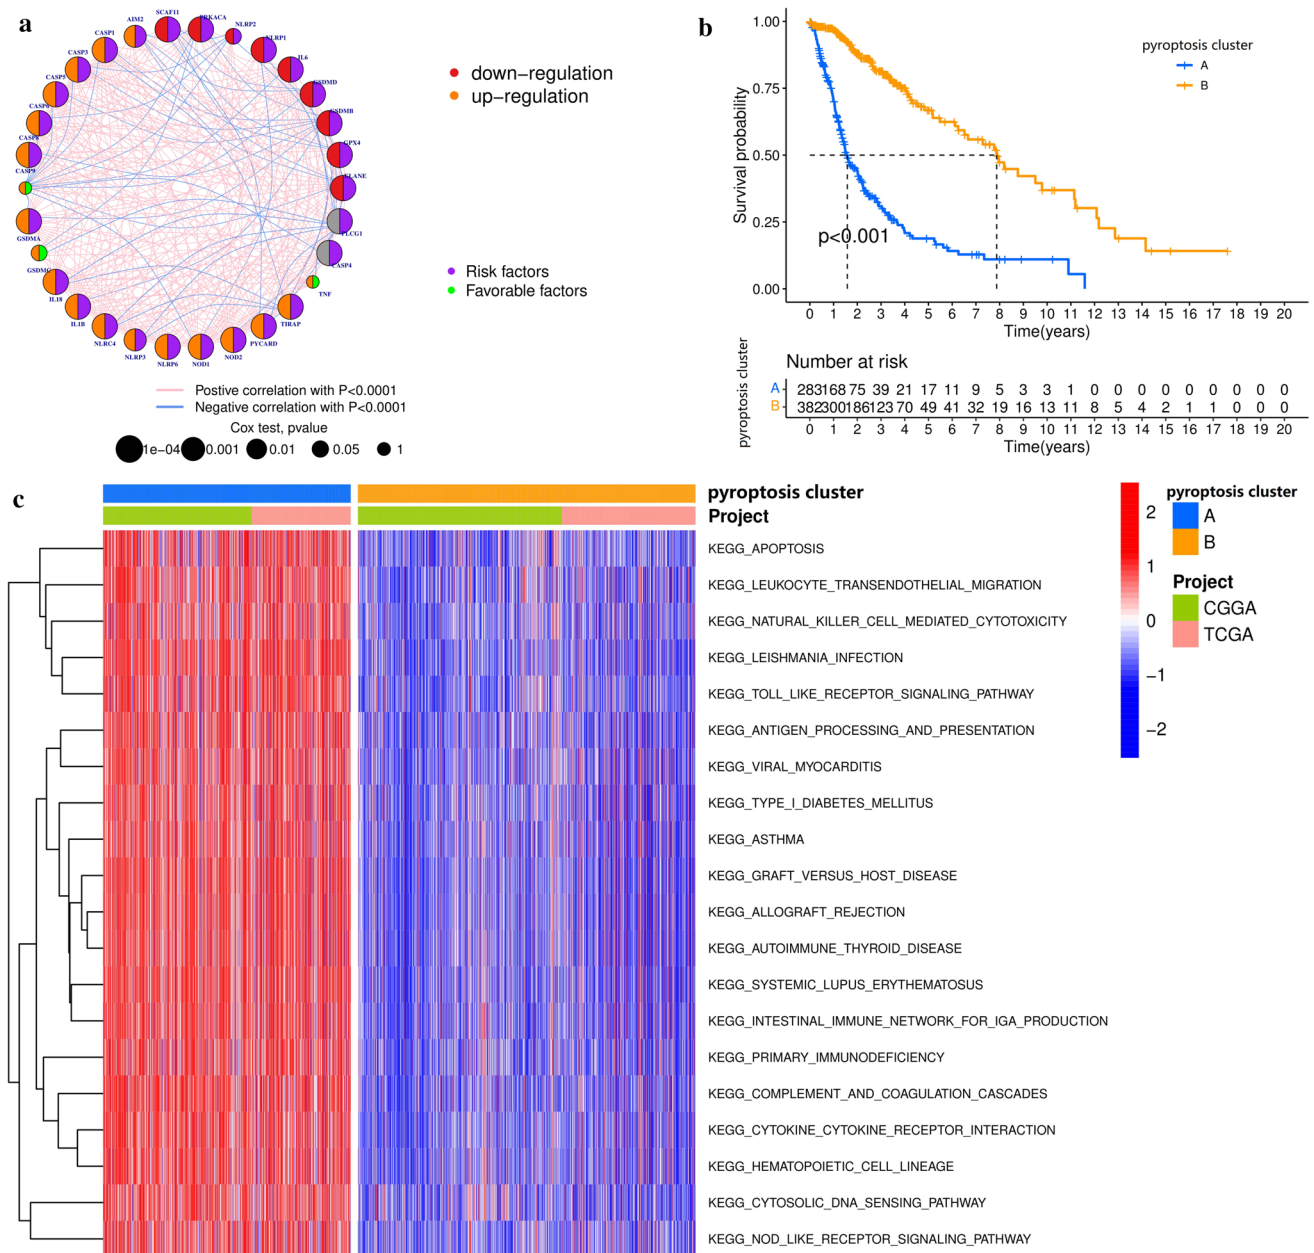 a
SCAF11
PRKACA
AIM2
NLRP2
CASP1
NLRP1
CASP3
IL6
CASP5
GSDMD
CASP6
GSDMB
CASP8
GPX4
CASP9
ELANE
GSDMA
PLCG1
GSDMC
CASP4
IL18
TNF
IL1B
TIRAP
NLRC4
PYCARD
NLRP3
NOD2
NLRP6
NOD1
down-regulation
up-regulation
Risk factors
Favorable factors
Postive correlation with P<0.0001
Negative correlation with P<0.0001
Cox test, pvalue
1e-04 0.001 0.01 0.05 1
b
pyroptosis cluster
A
B
Survival probability
1.00
0.75
0.50
0.25
0.00
p<0.001
0 1 2 3 4 5 6 7 8 9 10 11 12 13 14 15 16 17 18 19 20
Time(years)
Number at risk
pyroptosis cluster
A 283 168 75 39 21 17 11 9 5 3 3 1 0 0 0 0 0 0 0 0 0
B 382 300 186 123 70 49 41 32 19 16 13 11 8 5 4 2 1 1 0 0 0
0 1 2 3 4 5 6 7 8 9 10 11 12 13 14 15 16 17 18 19 20
Time(years)
c
pyroptosis cluster
Project
KEGG_APOPTOSIS
KEGG_LEUKOCYTE_TRANSENDOTHELIAL_MIGRATION
KEGG_NATURAL_KILLER_CELL_MEDIATED_CYTOTOXICITY
KEGG_LEISHMANIA_INFECTION
KEGG_TOLL_LIKE_RECEPTOR_SIGNALING_PATHWAY
KEGG_ANTIGEN_PROCESSING_AND_PRESENTATION
KEGG_VIRAL_MYOCARDITIS
KEGG_TYPE_I_DIABETES_MELLITUS
KEGG_ASTHMA
KEGG_GRAFT_VERSUS_HOST_DISEASE
KEGG_ALLOGRAFT_REJECTION
KEGG_AUTOIMMUNE_THYROID_DISEASE
KEGG_SYSTEMIC_LUPUS_ERYTHEMATOSUS
KEGG_INTESTINAL_IMMUNE_NETWORK_FOR_IGA_PRODUCTION
KEGG_PRIMARY_IMMUNODEFICIENCY
KEGG_COMPLEMENT_AND_COAGULATION_CASCADES
KEGG_CYTOKINE_CYTOKINE_RECEPTOR_INTERACTION
KEGG_HEMATOPOIETIC_CELL_LINEAGE
KEGG_CYTOSOLIC_DNA_SENSING_PATHWAY
KEGG_NOD_LIKE_RECEPTOR_SIGNALING_PATHWAY
2
1
0
-1
-2
pyroptosis cluster
A
B
Project
CGGA
TCGA